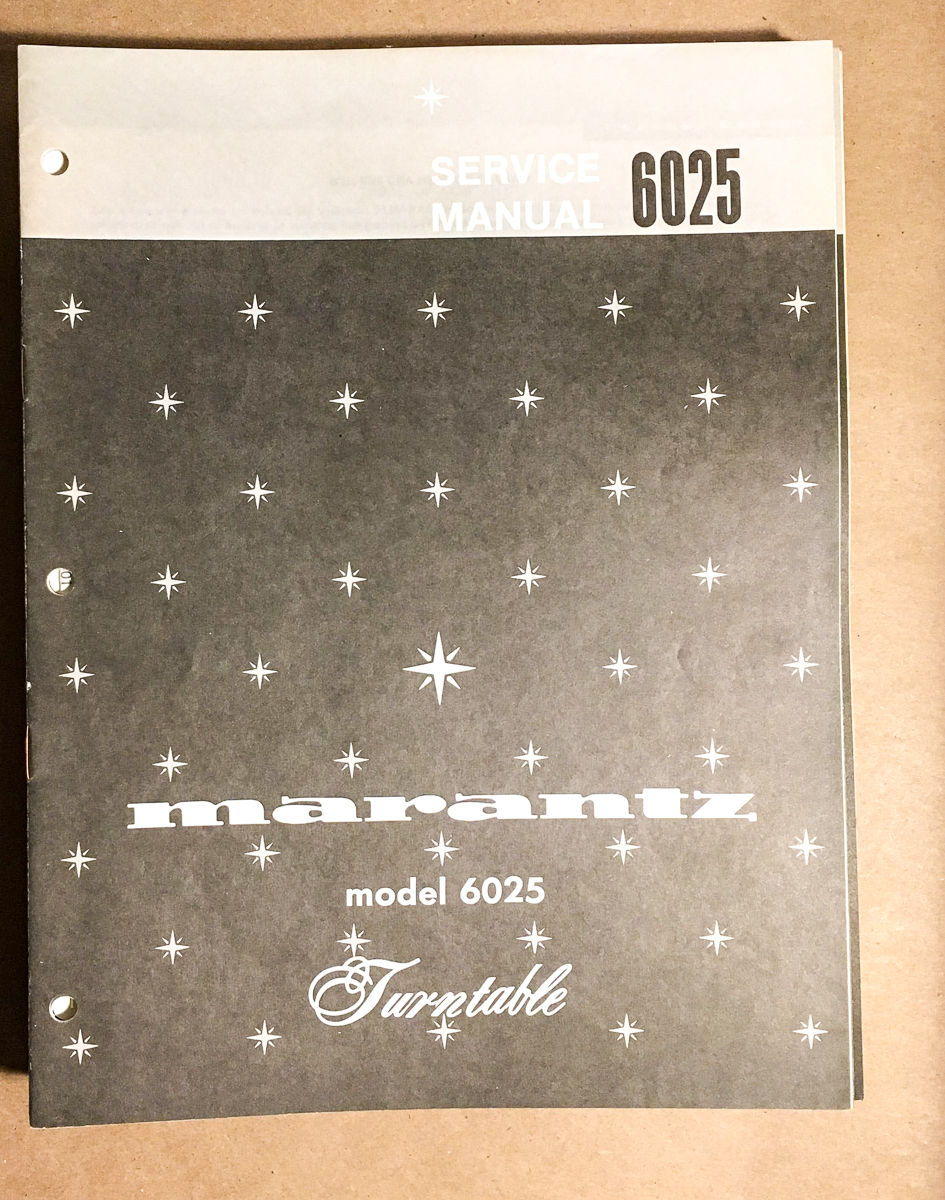 SERVICE
MANUAL 6025
marantz
model 6025
Turntable